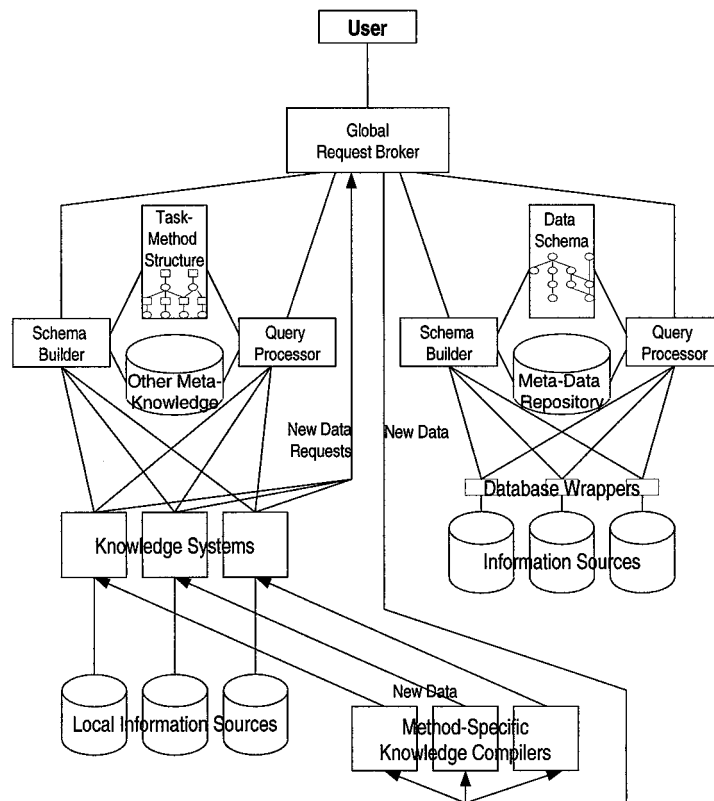 User
Global
Request Broker
Task-
Method
Structure
Data
Schema
Schema
Builder
Query
Processor
Other Meta-
Knowledge
Schema
Builder
Query
Processor
Meta-Data
Repository
New Data
Requests
New Data
Database Wrappers
Knowledge Systems
Information Sources
New Data
Local Information Sources
Method-Specific
Knowledge Compilers